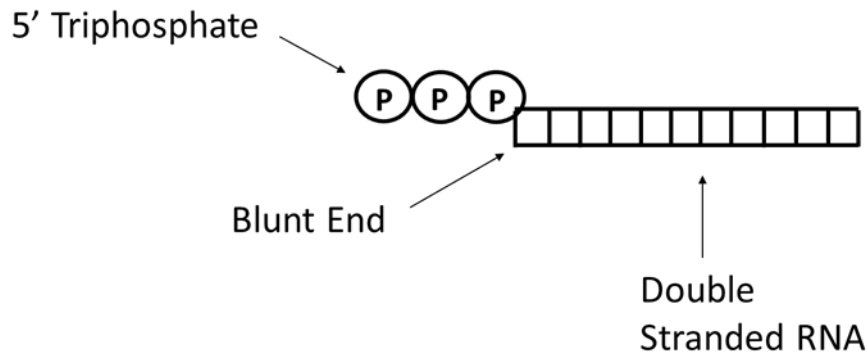 5’ Triphosphate
P P P
Blunt End
Double
Stranded RNA